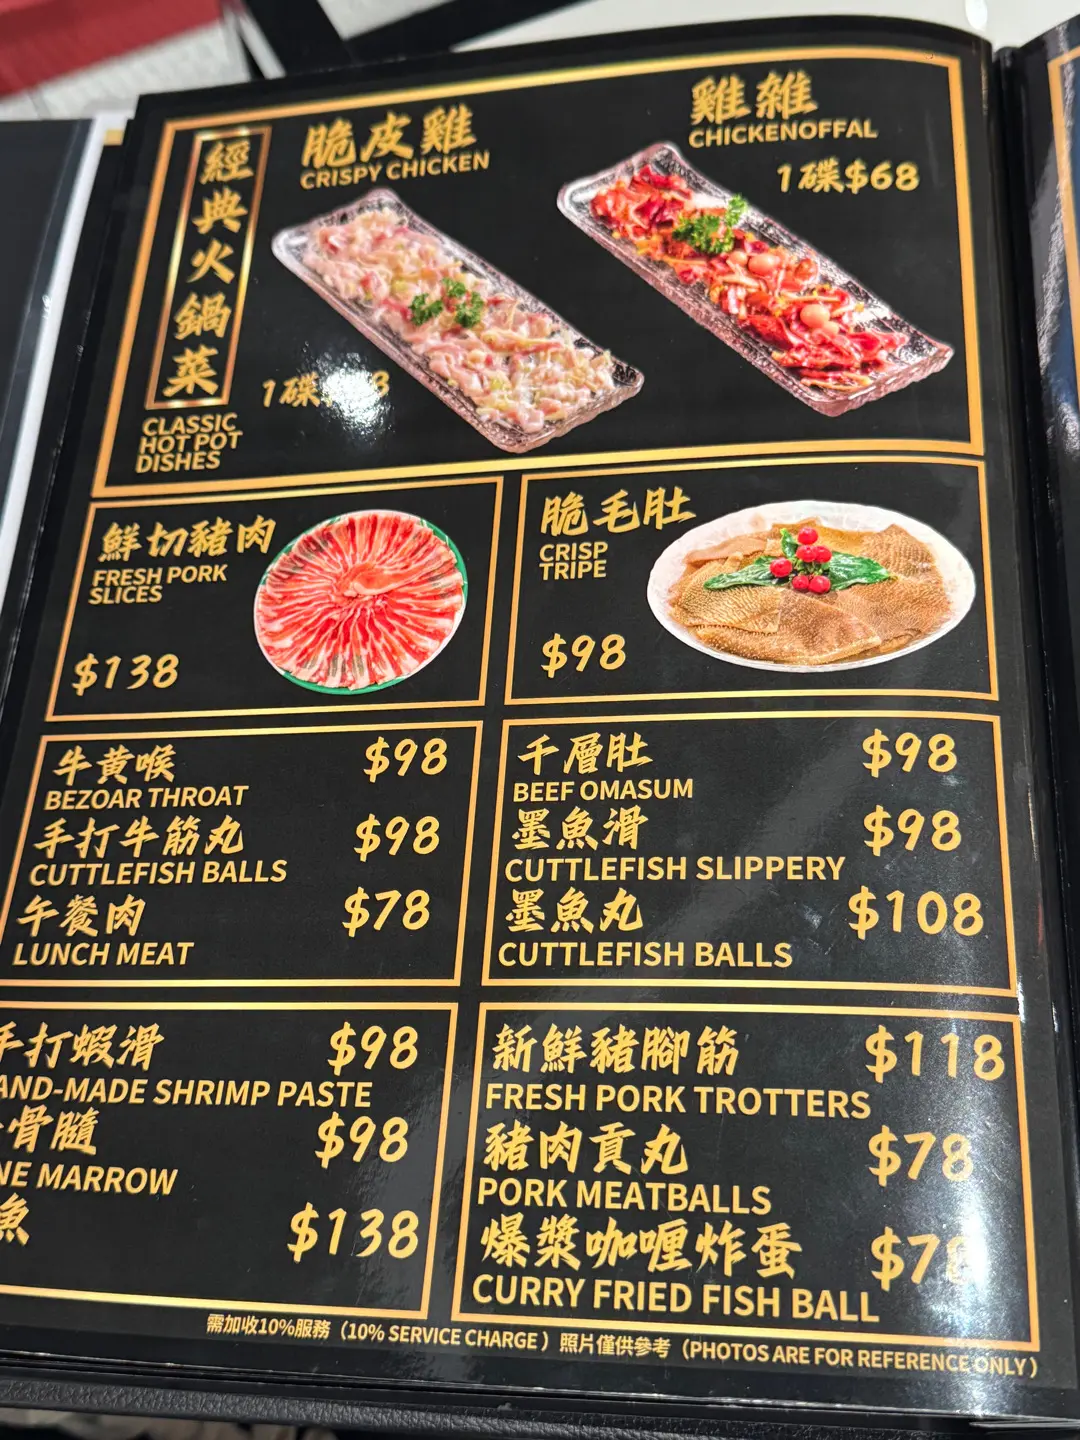 經典火鍋菜
CLASSIC
HOT POT
DISHES
脆皮雞
CRISPY CHICKEN
1碟
雞雜
CHICKENOFFAL
1碟$68
鮮切豬肉
FRESH PORK
SLICES
$138
脆毛肚
CRISP
TRIPE
$98
牛黃喉 $98
BEZOAR THROAT
手打牛筋丸 $98
CUTTLEFISH BALLS
午餐肉 $78
LUNCH MEAT
千層肚 $98
BEEF OMASUM
墨魚滑 $98
CUTTLEFISH SLIPPERY
墨魚丸 $108
CUTTLEFISH BALLS
手打蝦滑 $98
AND-MADE SHRIMP PASTE
骨髓 $98
NE MARROW
魚 $138
新鮮豬腳筋 $118
FRESH PORK TROTTERS
豬肉貢丸 $78
PORK MEATBALLS
爆漿咖喱炸蛋 $78
CURRY FRIED FISH BALL
需加收10%服務（10% SERVICE CHARGE ）照片僅供參考（PHOTOS ARE FOR REFERENCE ONLY）